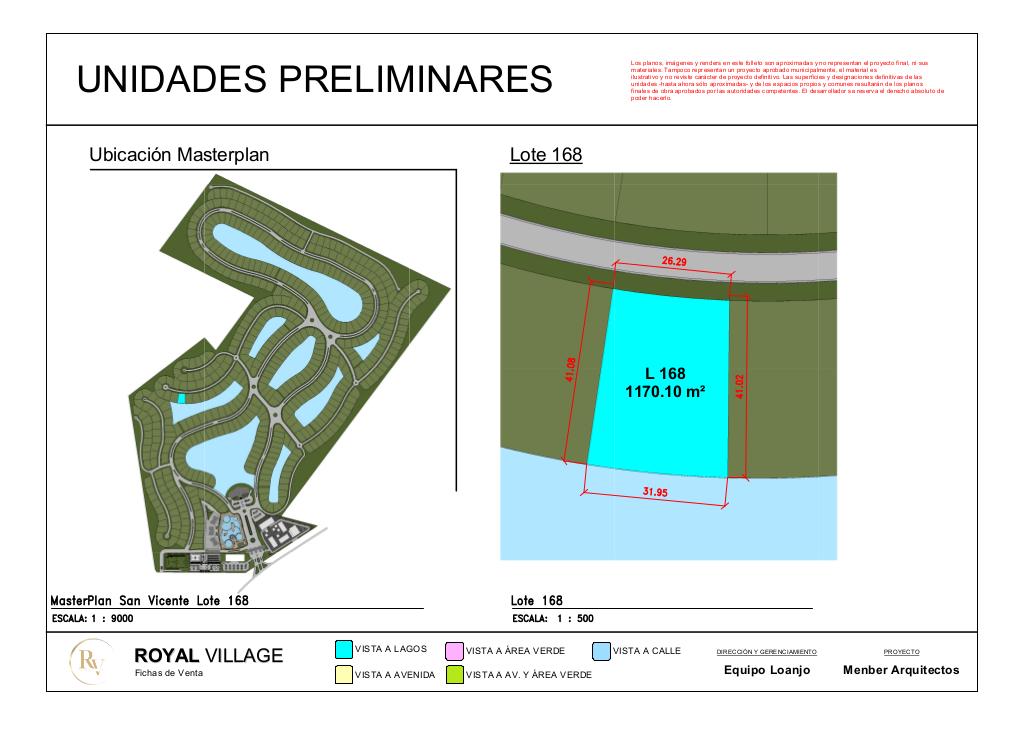 UNIDADES PRELIMINARES
Los planos, imágenes y renders en este folleto son aproximadas y no representan el proyecto final, ni sus
materiales. Tampoco representan un proyecto aprobado municipalmente, el material es
ilustrativo y no reviste carácter de proyecto definitivo. Las superficies y designaciones definitivas de las
unidades -hasta ahora sólo aproximadas- y de los espacios propios y comunes resultarán de los planos
finales de obra aprobados por las autoridades competentes. El desarrollador se reserva el derecho absoluto de
poder hacerlo.
Ubicación Masterplan
Lote 168
26.29
41.08
L 168
1170.10 m²
41.02
31.95
MasterPlan San Vicente Lote 168
ESCALA: 1 : 9000
Lote 168
ESCALA: 1 : 500
RV
ROYAL VILLAGE
Fichas de Venta
VISTA A LAGOS
VISTA A ÁREA VERDE
VISTA A CALLE
VISTA A AVENIDA
VISTA A AV. Y ÁREA VERDE
DIRECCIÓN Y GERENCIAMIENTO
Equipo Loanjo
PROYECTO
Menber Arquitectos